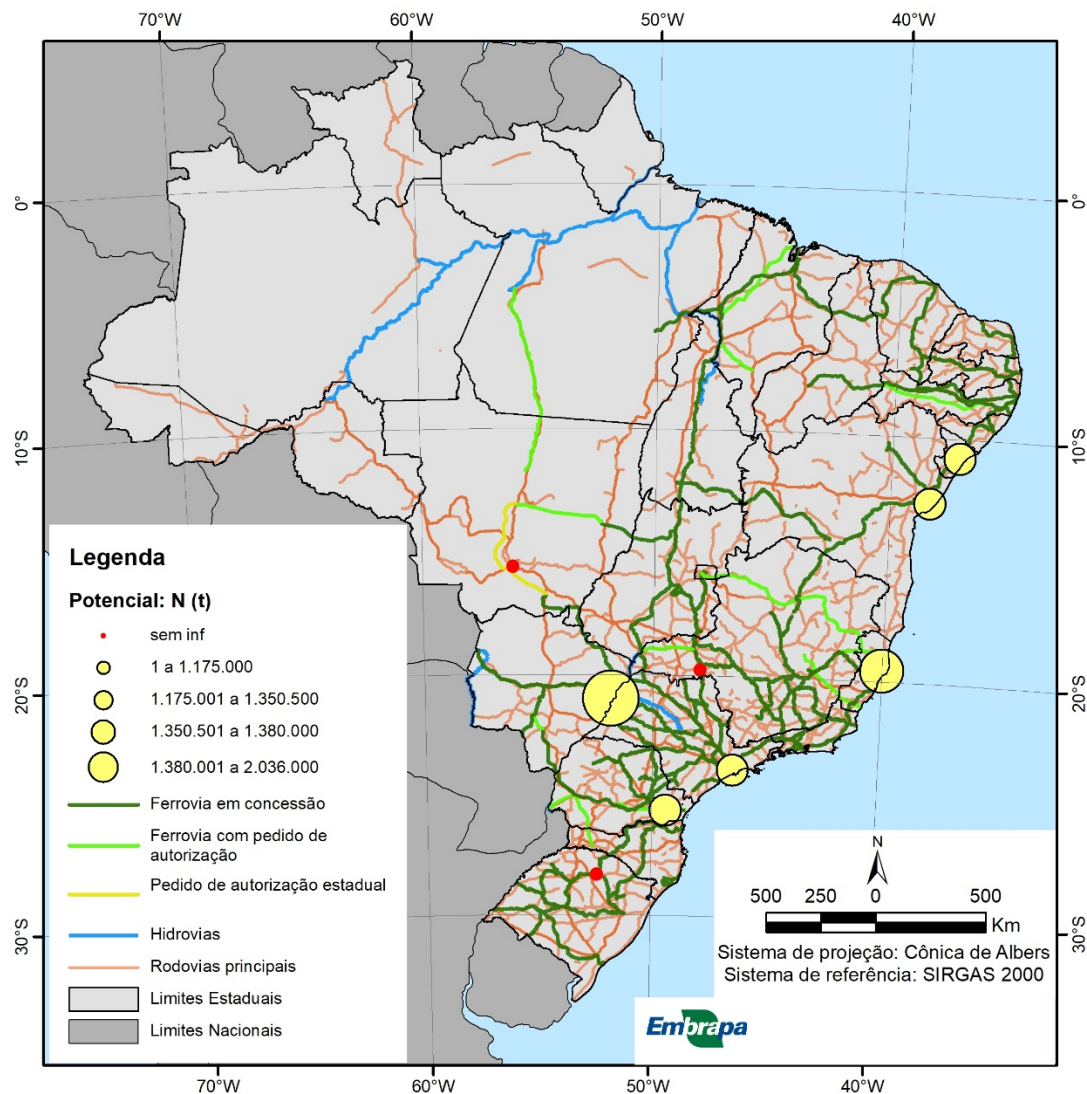 70°W 60°W 50°W 40°W
0° 0°
10°S 10°S
20°S 20°S
30°S 30°S
Legenda
Potencial: N (t)
sem inf
1 a 1.175.000
1.175.001 a 1.350.500
1.350.501 a 1.380.000
1.380.001 a 2.036.000
Ferrovia em concessão
Ferrovia com pedido de
autorização
Pedido de autorização estadual
Hidrovias
Rodovias principais
Limites Estaduais
Limites Nacionais
N
500 250 0 500
Km
Sistema de projeção: Cônica de Albers
Sistema de referência: SIRGAS 2000
Embrapa
70°W 60°W 50°W 40°W